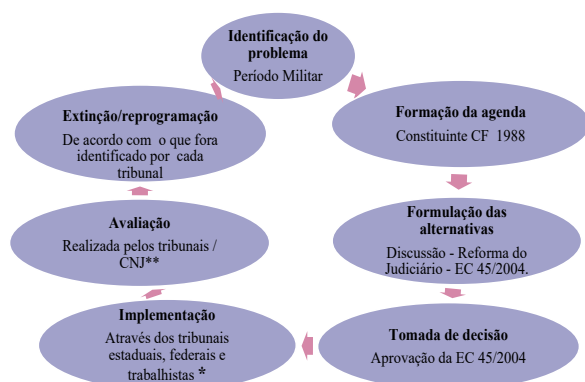 Identificação do
problema
Período Militar
Formação da agenda
Constituinte CF 1988
Formulação das
alternativas
Discussão - Reforma do
Judiciário - EC 45/2004.
Tomada de decisão
Aprovação da EC 45/2004
Implementação
Através dos tribunais
estaduais, federais e
trabalhistas *
Avaliação
Realizada pelos tribunais /
CNJ**
Extinção/reprogramação
De acordo com o que fora
identificado por cada
tribunal